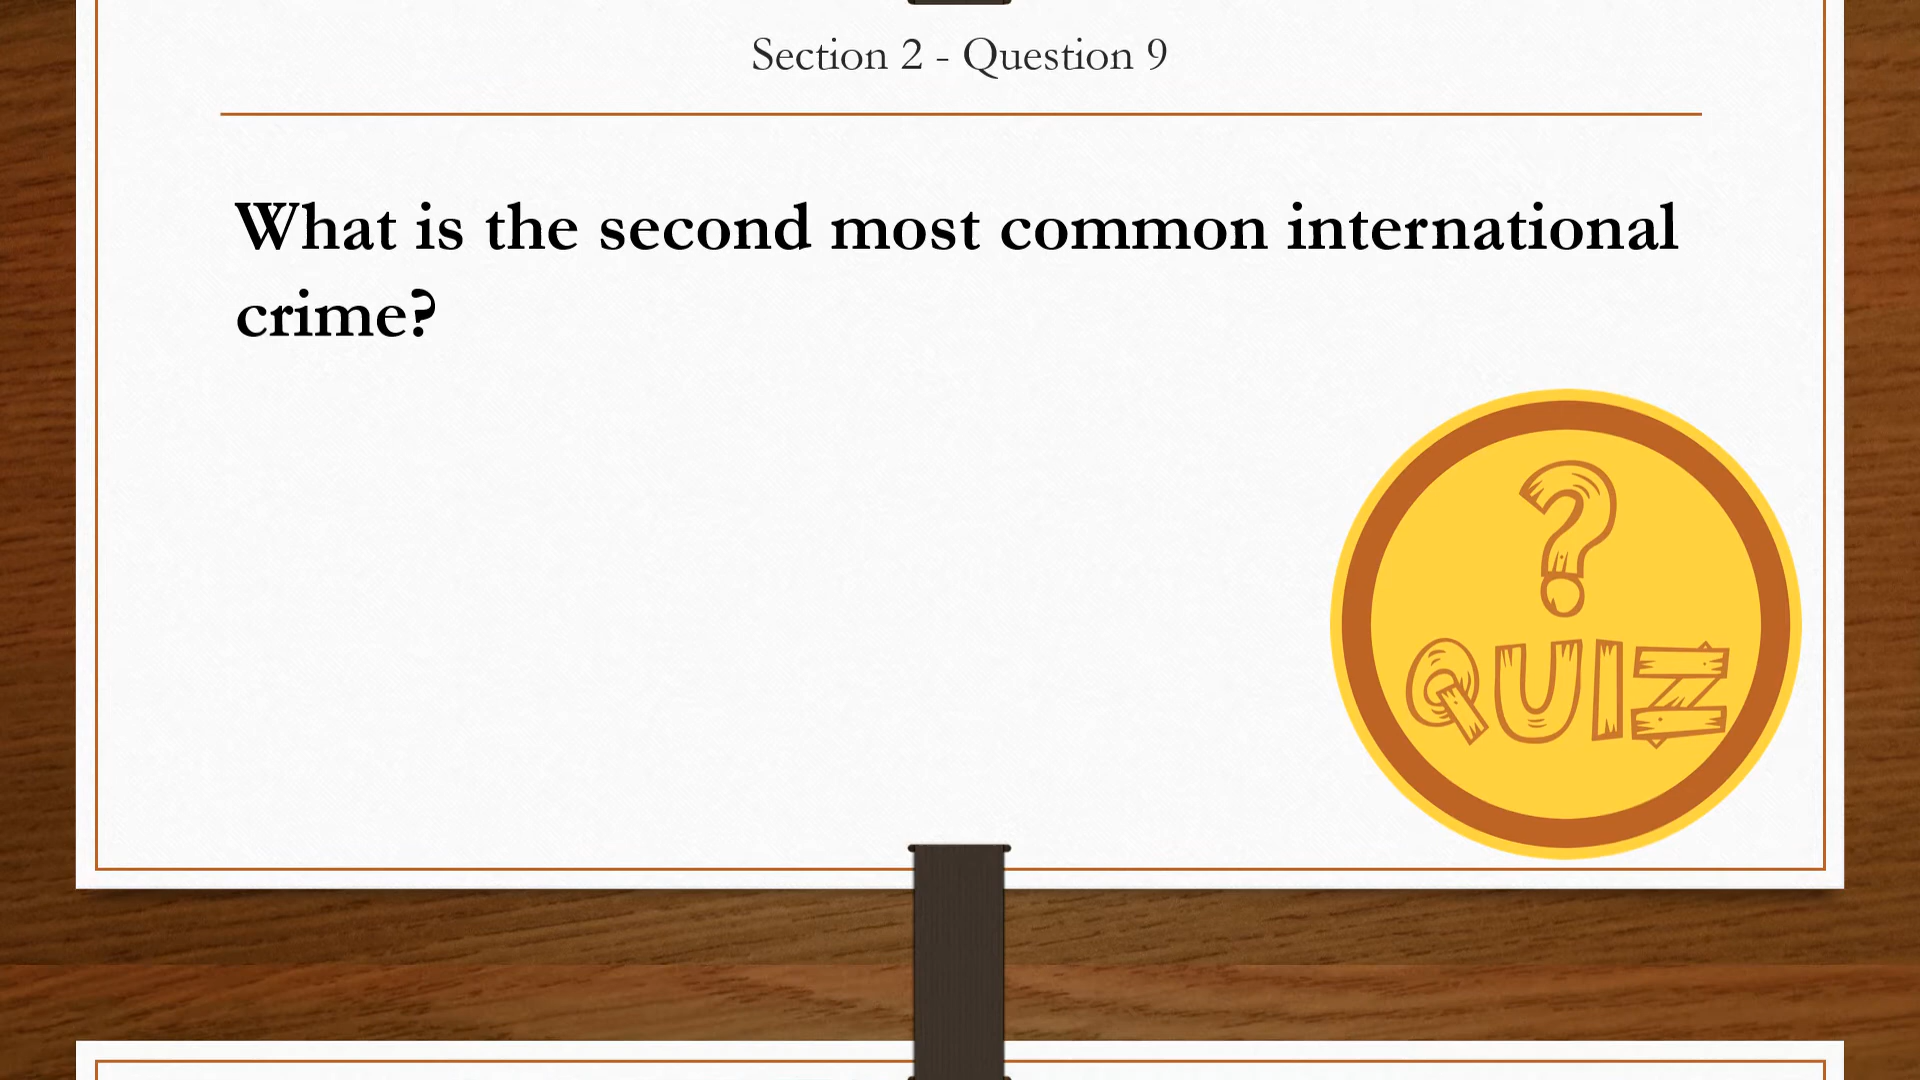 Section 2 - Question 9
What is the second most common international
crime?
?
QUIZ